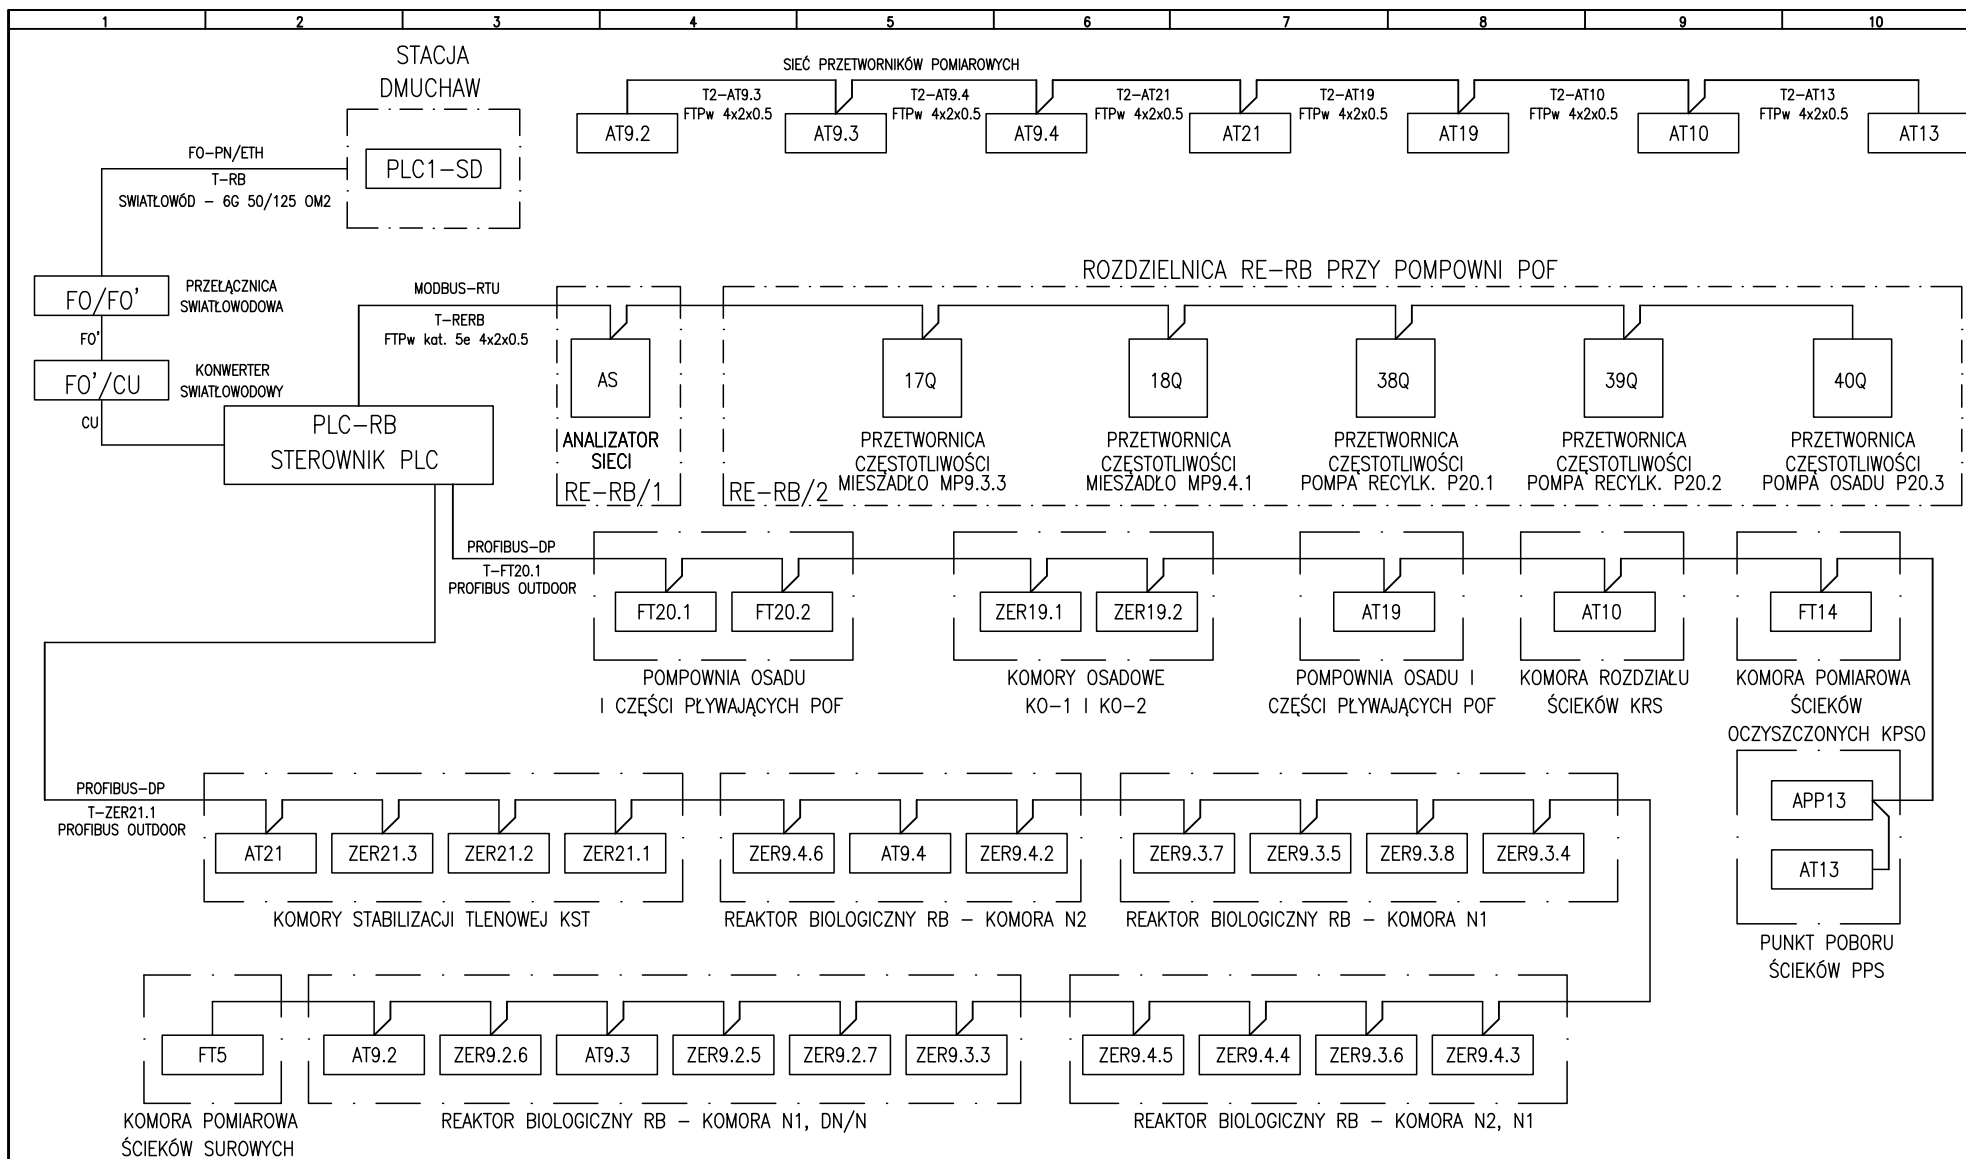 1 2 3 4 5 6 7 8 9 10
STACJA
DMUCHAW
PLC1-SD
FO-PN/ETH
T-RB
SWIATŁOWÓD - 6G 50/125 OM2
SIEĆ PRZETWORNIKÓW POMIAROWYCH
T2-AT9.3
FTPw 4x2x0.5
T2-AT9.4
FTPw 4x2x0.5
T2-AT21
FTPw 4x2x0.5
T2-AT19
FTPw 4x2x0.5
T2-AT10
FTPw 4x2x0.5
T2-AT13
FTPw 4x2x0.5
AT9.2
AT9.3
AT9.4
AT21
AT19
AT10
AT13
FO/FO'
PRZEŁĄCZNICA
SWIATŁOWODOWA
FO'
FO'/CU
KONWERTER
SWIATŁOWODOWY
CU
PLC-RB
STEROWNIK PLC
MODBUS-RTU
T-RERB
FTPw kat. 5e 4x2x0.5
AS
ANALIZATOR
SIECI
RE-RB/1
ROZDZIELNICA RE-RB PRZY POMPOWNI POF
RE-RB/2
17Q
PRZETWORNICA
CZĘSTOTLIWOŚCI
MIESZADŁO MP9.3.3
18Q
PRZETWORNICA
CZĘSTOTLIWOŚCI
MIESZADŁO MP9.4.1
38Q
PRZETWORNICA
CZĘSTOTLIWOŚCI
POMPA RECYLK. P20.1
39Q
PRZETWORNICA
CZĘSTOTLIWOŚCI
POMPA RECYLK. P20.2
40Q
PRZETWORNICA
CZĘSTOTLIWOŚCI
POMPA OSADU P20.3
PROFIBUS-DP
T-FT20.1
PROFIBUS OUTDOOR
FT20.1
FT20.2
POMPOWNIA OSADU
I CZĘŚCI PŁYWAJĄCYCH POF
ZER19.1
ZER19.2
KOMORY OSADOWE
KO-1 I KO-2
AT19
POMPOWNIA OSADU I
CZĘŚCI PŁYWAJĄCYCH POF
AT10
KOMORA ROZDZIAŁU
ŚCIEKÓW KRS
FT14
KOMORA POMIAROWA
ŚCIEKÓW
OCZYSZCZONYCH KPSO
APP13
AT13
PUNKT POBORU
ŚCIEKÓW PPS
PROFIBUS-DP
T-ZER21.1
PROFIBUS OUTDOOR
AT21
ZER21.3
ZER21.2
ZER21.1
KOMORY STABILIZACJI TLENOWEJ KST
ZER9.4.6
AT9.4
ZER9.4.2
REAKTOR BIOLOGICZNY RB - KOMORA N2
ZER9.3.7
ZER9.3.5
ZER9.3.8
ZER9.3.4
REAKTOR BIOLOGICZNY RB - KOMORA N1
FT5
KOMORA POMIAROWA
ŚCIEKÓW SUROWYCH
AT9.2
ZER9.2.6
AT9.3
ZER9.2.5
ZER9.2.7
ZER9.3.3
REAKTOR BIOLOGICZNY RB - KOMORA N1, DN/N
ZER9.4.5
ZER9.4.4
ZER9.3.6
ZER9.4.3
REAKTOR BIOLOGICZNY RB - KOMORA N2, N1